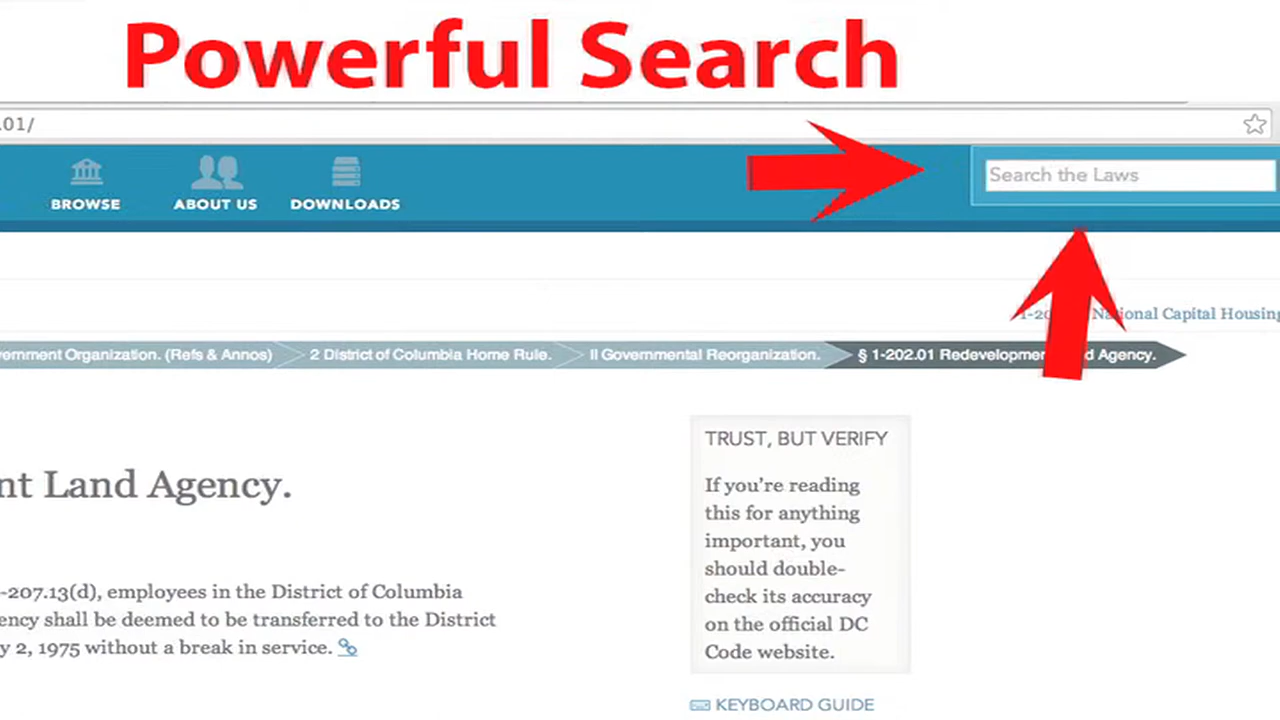 Powerful Search
.01/
BROWSE ABOUT US DOWNLOADS
Search the Laws
National Capital Housing
(Refs & Annos) 2 District of Columbia Home Rule. II Governmental Reorganization. § 1-202.01 Agency.
Organization.
Land Agency.
TRUST, BUT VERIFY
If you're reading
this for anything
important, you
should double-
check its accuracy
on the official DC
Code website.
-207.13(d), employees in the District of Columbia
shall be deemed to be transferred to the District
2, 1975 without a break in service.
KEYBOARD GUIDE